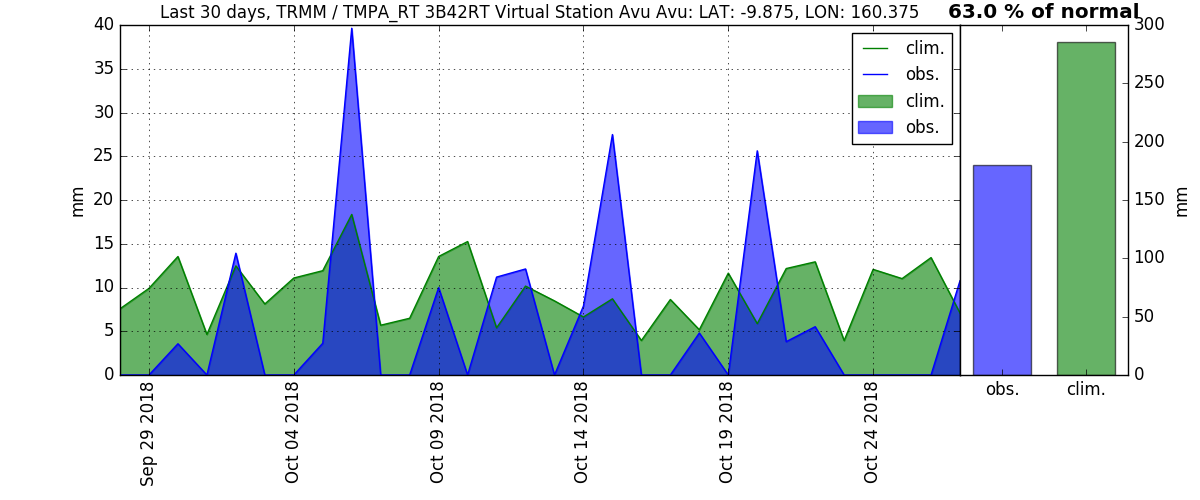 Last 30 days, TRMM / TMPA_RT 3B42RT Virtual Station Avu Avu: LAT: -9.875, LON: 160.375
63.0 % of normal
40
35
30
25
20
15
10
5
0
mm
clim.
obs.
clim.
obs.
Sep 29 2018
Oct 04 2018
Oct 09 2018
Oct 14 2018
Oct 19 2018
Oct 24 2018
300
250
200
150
100
50
0
mm
obs.
clim.